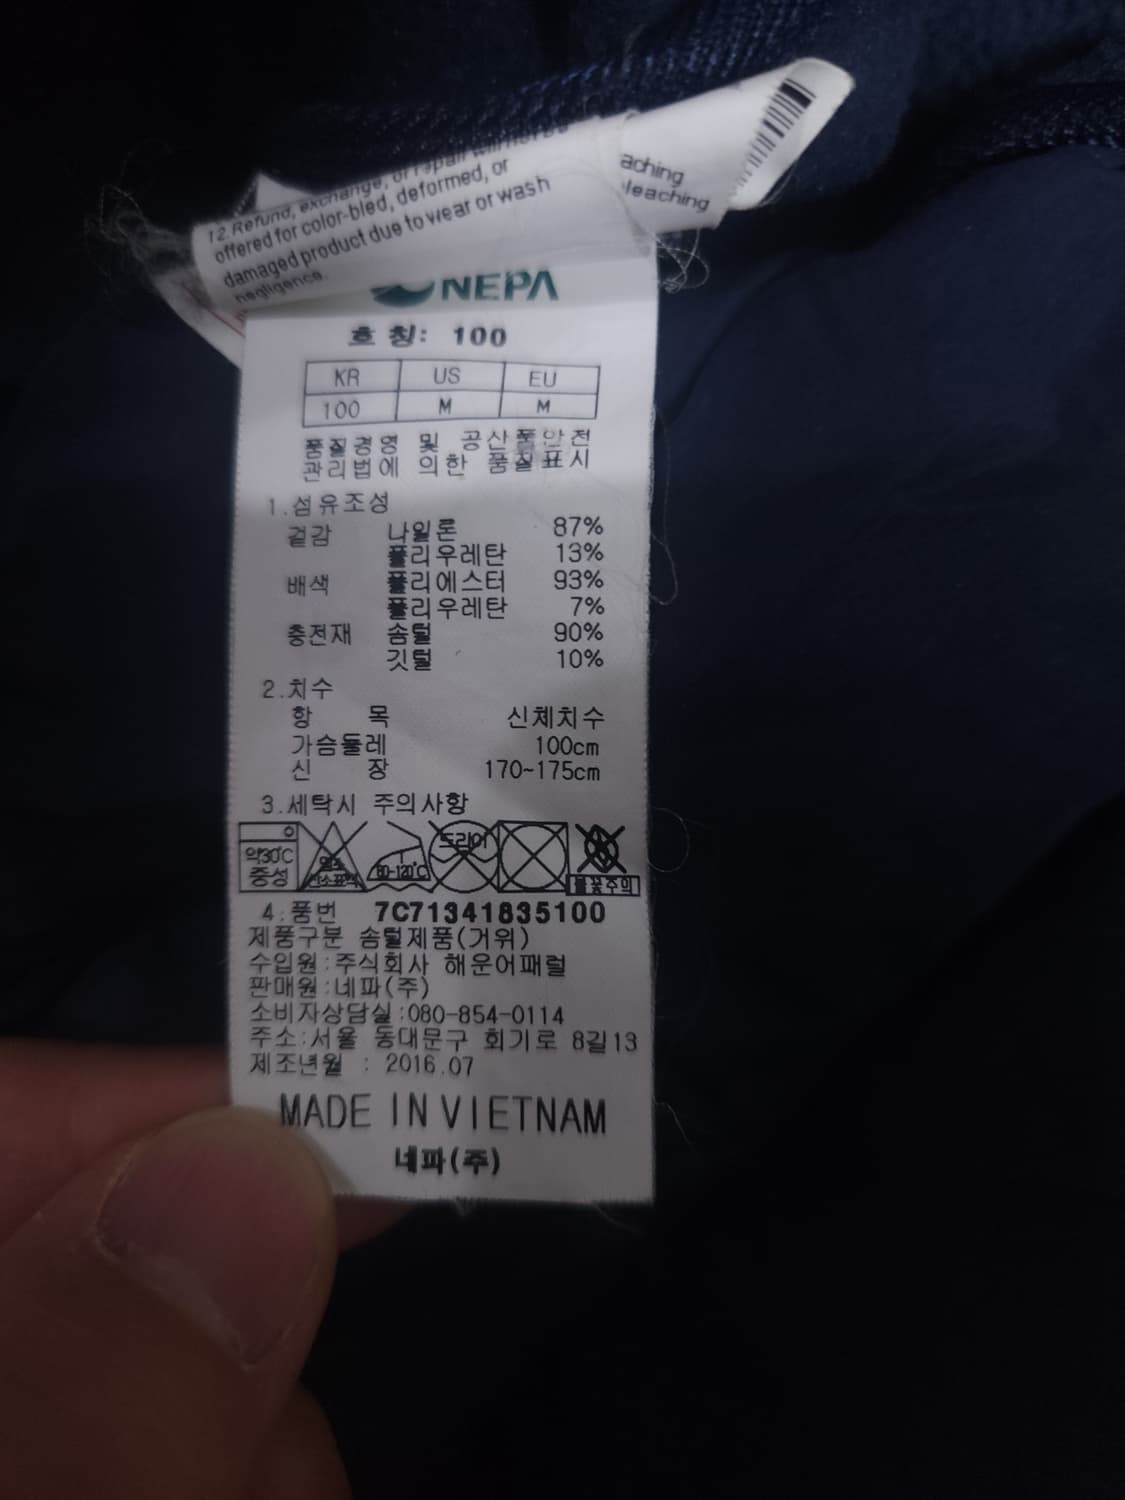 12.Refund, exchange, or repair will not be
offered for color-bled, deformed, or
damaged product due to wear or wash
negligence.
aching
leaching
NEPA
호 칭: 100
KR US EU
100 M M
품질경영 및 공산품안전
관리법에 의한 품질표시
1.섬유조성
겉감 나일론 87%
폴리우레탄 13%
배색 폴리에스터 93%
폴리우레탄 7%
충전재 솜털 90%
깃털 10%
2.치수
항 목 신체치수
가슴둘레 100cm
신 장 170~175cm
3.세탁시 주의사항
약30℃
중성
염소
산소표백
80-120℃
드라이
불꽃주의
4.품번 7C71341835100
제품구분 솜털제품(거위)
수입원:주식회사 해운어패럴
판매원:네파(주)
소비자상담실:080-854-0114
주소:서울 동대문구 회기로 8길13
제조년월 : 2016.07
MADE IN VIETNAM
네파(주)